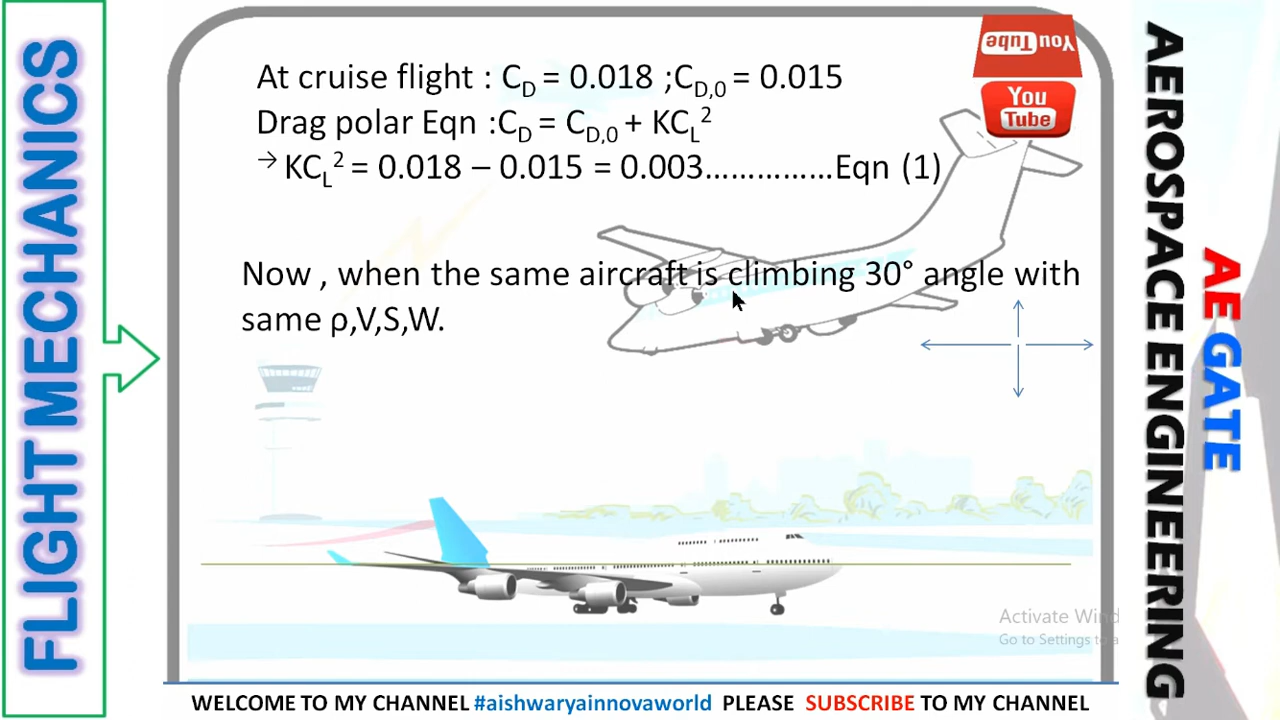 FLIGHT MECHANICS
At cruise flight : CD = 0.018 ;CD,0 = 0.015
Drag polar Eqn :CD = CD,0 + KCL²
→ KCL² = 0.018 – 0.015 = 0.003……………Eqn (1)
Now , when the same aircraft is climbing 30° angle with
same ρ,V,S,W.
You Tube
You
Tube
Activate Wind
Go to Settings to a
WELCOME TO MY CHANNEL #aishwaryainnovaworld PLEASE SUBSCRIBE TO MY CHANNEL
AEROSPACE ENGINEERING
AE GATE